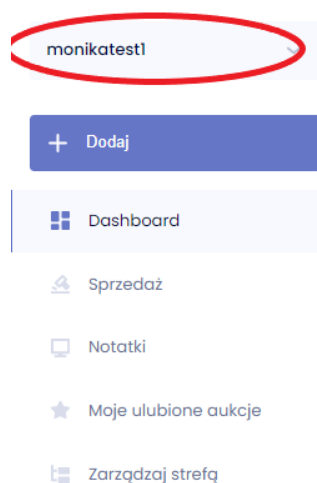 monikatest1
Dodaj
Dashboard
Sprzedaż
Notatki
Moje ulubione aukcje
Zarządzaj strefą